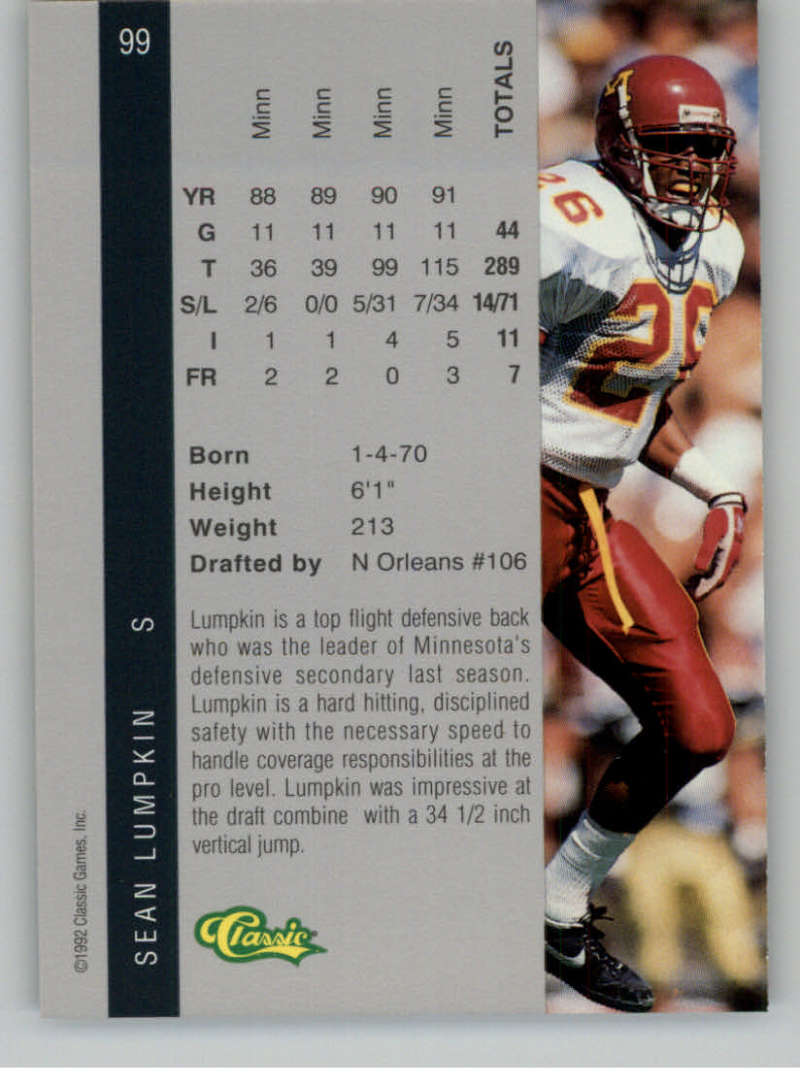 99
Minn Minn Minn Minn TOTALS
YR 88 89 90 91
G 11 11 11 11 44
T 36 39 99 115 289
S/L 2/6 0/0 5/31 7/34 14/71
I 1 1 4 5 11
FR 2 2 0 3 7
Born 1-4-70
Height 6'1"
Weight 213
Drafted by N Orleans #106
Lumpkin is a top flight defensive back
who was the leader of Minnesota's
defensive secondary last season.
Lumpkin is a hard hitting, disciplined
safety with the necessary speed to
handle coverage responsibilities at the
pro level. Lumpkin was impressive at
the draft combine with a 34 1/2 inch
vertical jump.
Classic
SEAN LUMPKIN S
©1992 Classic Games, Inc.
26
26
M